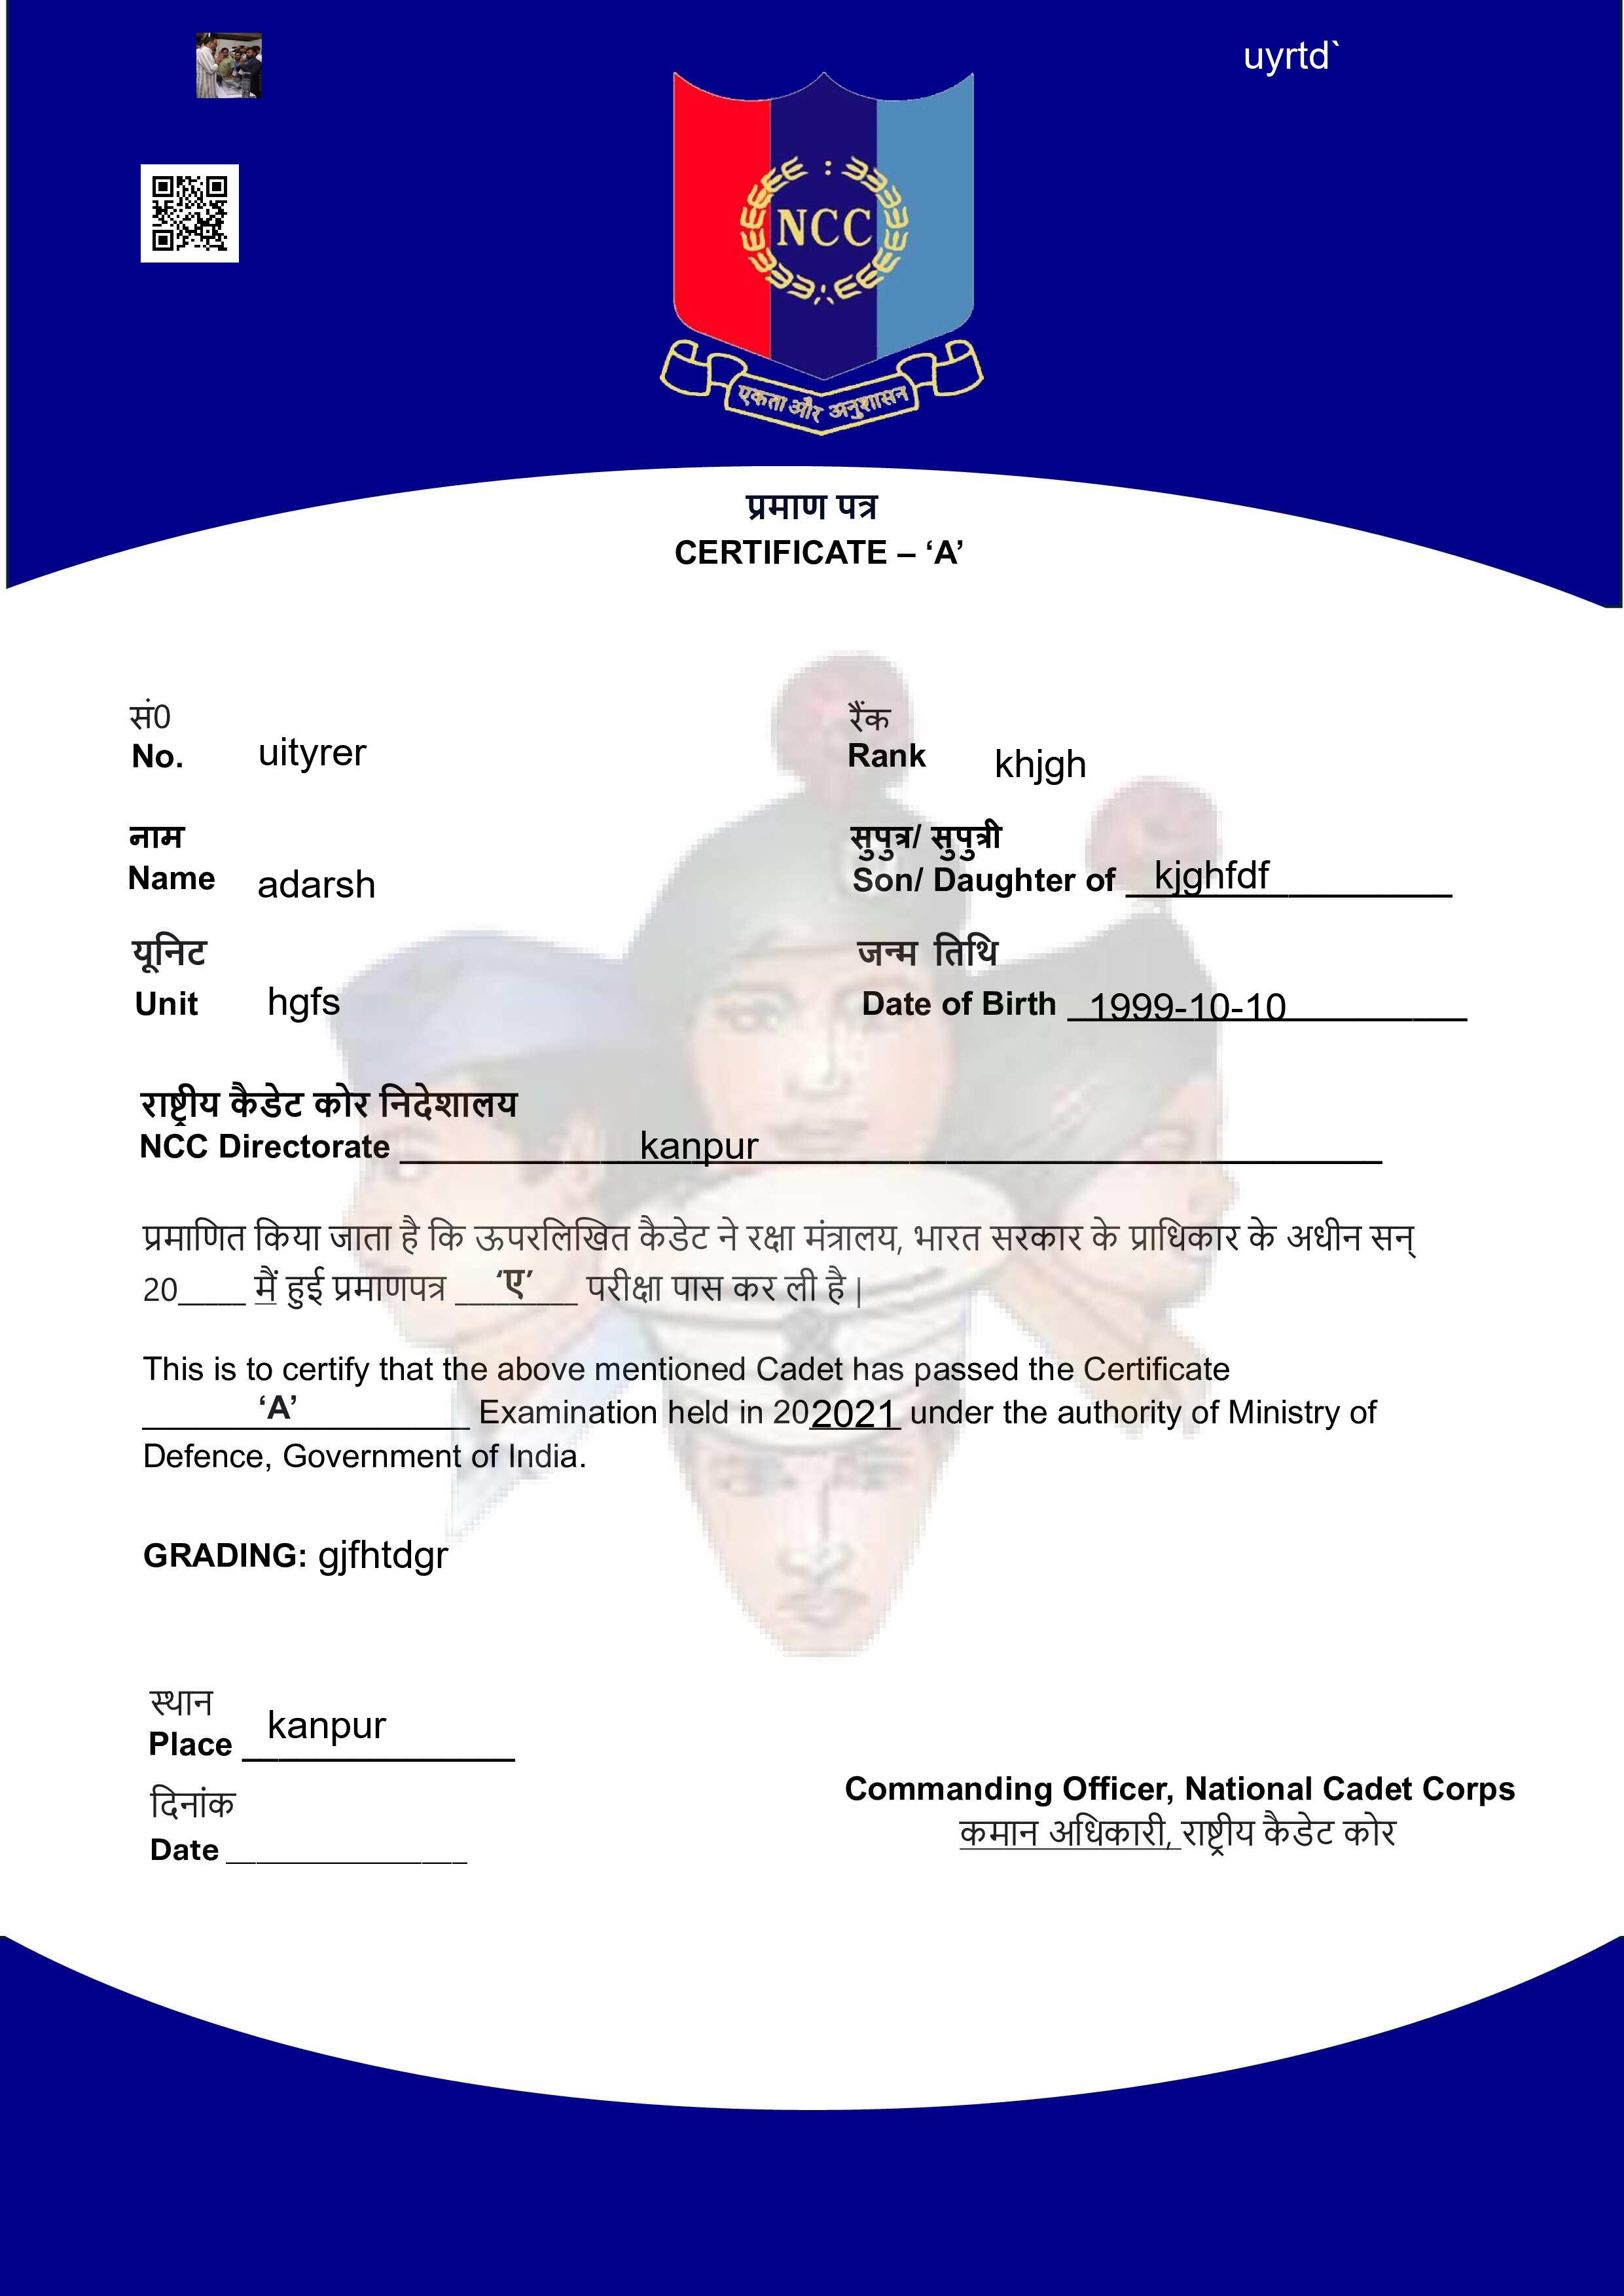 uyrtd`
NCC
एकता और अनुशासन
प्रमाण पत्र
CERTIFICATE – ‘A’
सं0
No. uityrer
रैंक
Rank khjgh
नाम
Name adarsh
सुपुत्र/ सुपुत्री
Son/ Daughter of kjghfdf
यूनिट
Unit hgfs
जन्म तिथि
Date of Birth 1999-10-10
राष्ट्रीय कैडेट कोर निदेशालय
NCC Directorate kanpur
प्रमाणित किया जाता है कि ऊपरलिखित कैडेट ने रक्षा मंत्रालय, भारत सरकार के प्राधिकार के अधीन सन्
20____ मैं हुई प्रमाणपत्र ‘ए’ परीक्षा पास कर ली है |
This is to certify that the above mentioned Cadet has passed the Certificate
‘A’ Examination held in 202021 under the authority of Ministry of
Defence, Government of India.
GRADING: gjfhtdgr
स्थान
Place kanpur
दिनांक
Date ______________
Commanding Officer, National Cadet Corps
कमान अधिकारी, राष्ट्रीय कैडेट कोर